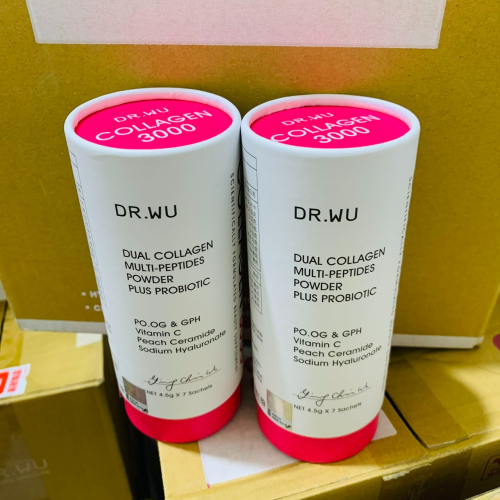 DR.WU
COLLAGEN
3000
DR.WU
DUAL COLLAGEN
MULTI-PEPTIDES
POWDER
PLUS PROBIOTIC
PO.OG & GPH
Vitamin C
Peach Ceramide
Sodium Hyaluronate
NET 4.5g X 7 Sachets
DR.WU
COLLAGEN
3000
DR.WU
DUAL COLLAGEN
MULTI-PEPTIDES
POWDER
PLUS PROBIOTIC
PO.OG & GPH
Vitamin C
Peach Ceramide
Sodium Hyaluronate
NET 4.5g X 7 Sachets
DR.WU